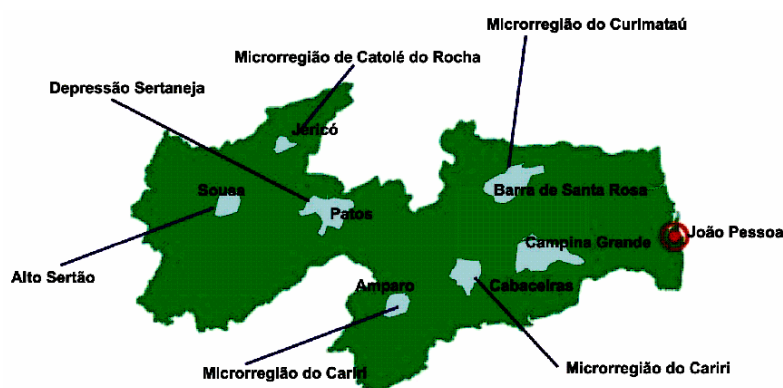 Microrregião do Curimataú
Microrregião de Catolé do Rocha
Depressão Sertaneja
Jericó
Sousa
Barra de Santa Rosa
Patos
João Pessoa
Campina Grande
Alto Sertão
Amparo
Cabaceiras
Microrregião do Cariri
Microrregião do Cariri